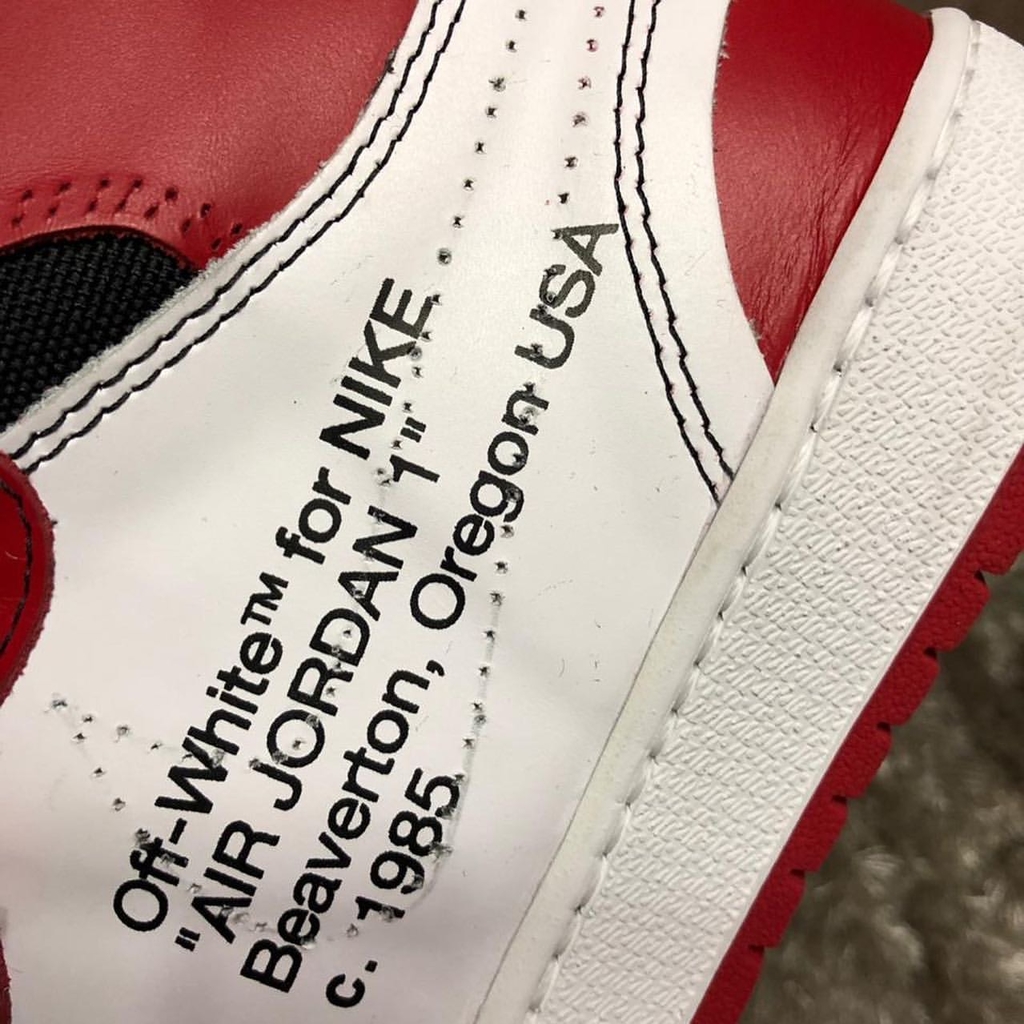 Off-White™ for NIKE
"AIR JORDAN 1"
Beaverton, Oregon USA
c. 1985